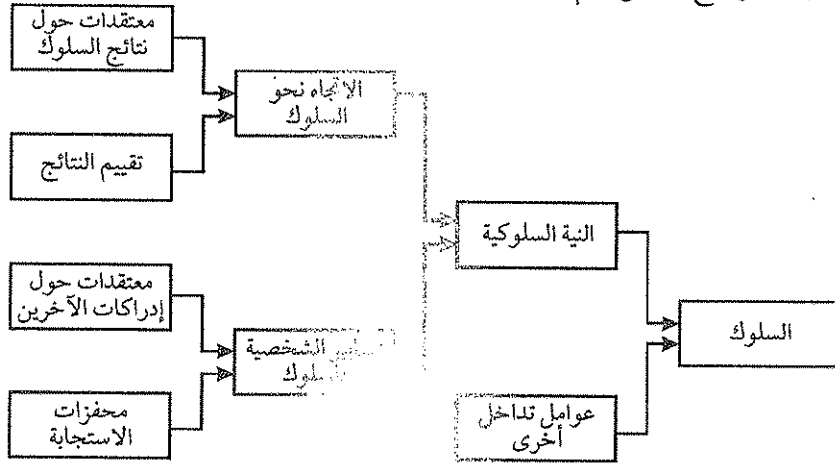 معتقدات حول
نتائج السلوك
تقييم النتائج
الاتجاه نحو
السلوك
معتقدات حول
إدراكات الآخرين
محفزات
الاستجابة
الشخصية
النية السلوكية
عوامل تداخل
أخرى
السلوك